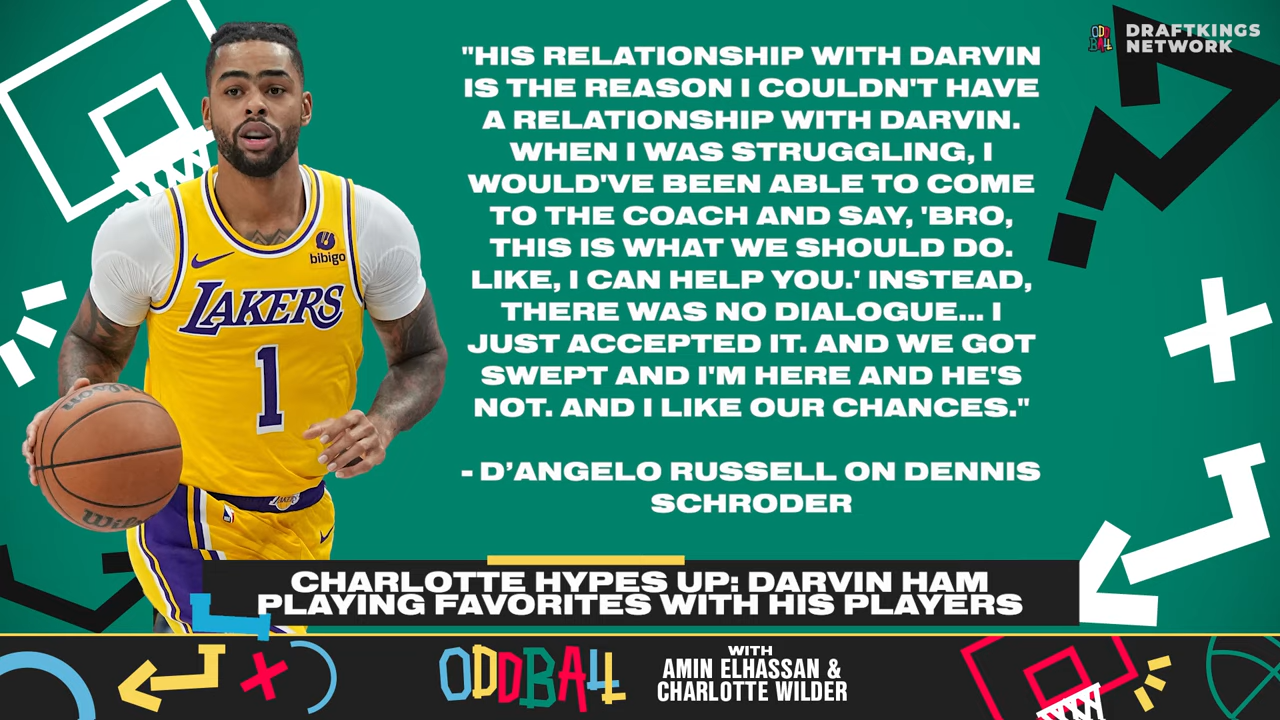 ODD BALL
DRAFTKINGS
NETWORK
"HIS RELATIONSHIP WITH DARVIN
IS THE REASON I COULDN'T HAVE
A RELATIONSHIP WITH DARVIN.
WHEN I WAS STRUGGLING, I
WOULD'VE BEEN ABLE TO COME
TO THE COACH AND SAY, 'BRO,
THIS IS WHAT WE SHOULD DO.
LIKE, I CAN HELP YOU.' INSTEAD,
THERE WAS NO DIALOGUE... I
JUST ACCEPTED IT. AND WE GOT
SWEPT AND I'M HERE AND HE'S
NOT. AND I LIKE OUR CHANCES."
- D’ANGELO RUSSELL ON DENNIS
SCHRODER
bibigo
LAKERS
1
Wils
CHARLOTTE HYPES UP: DARVIN HAM
PLAYING FAVORITES WITH HIS PLAYERS
ODDBALL
WITH
AMIN ELHASSAN &
CHARLOTTE WILDER